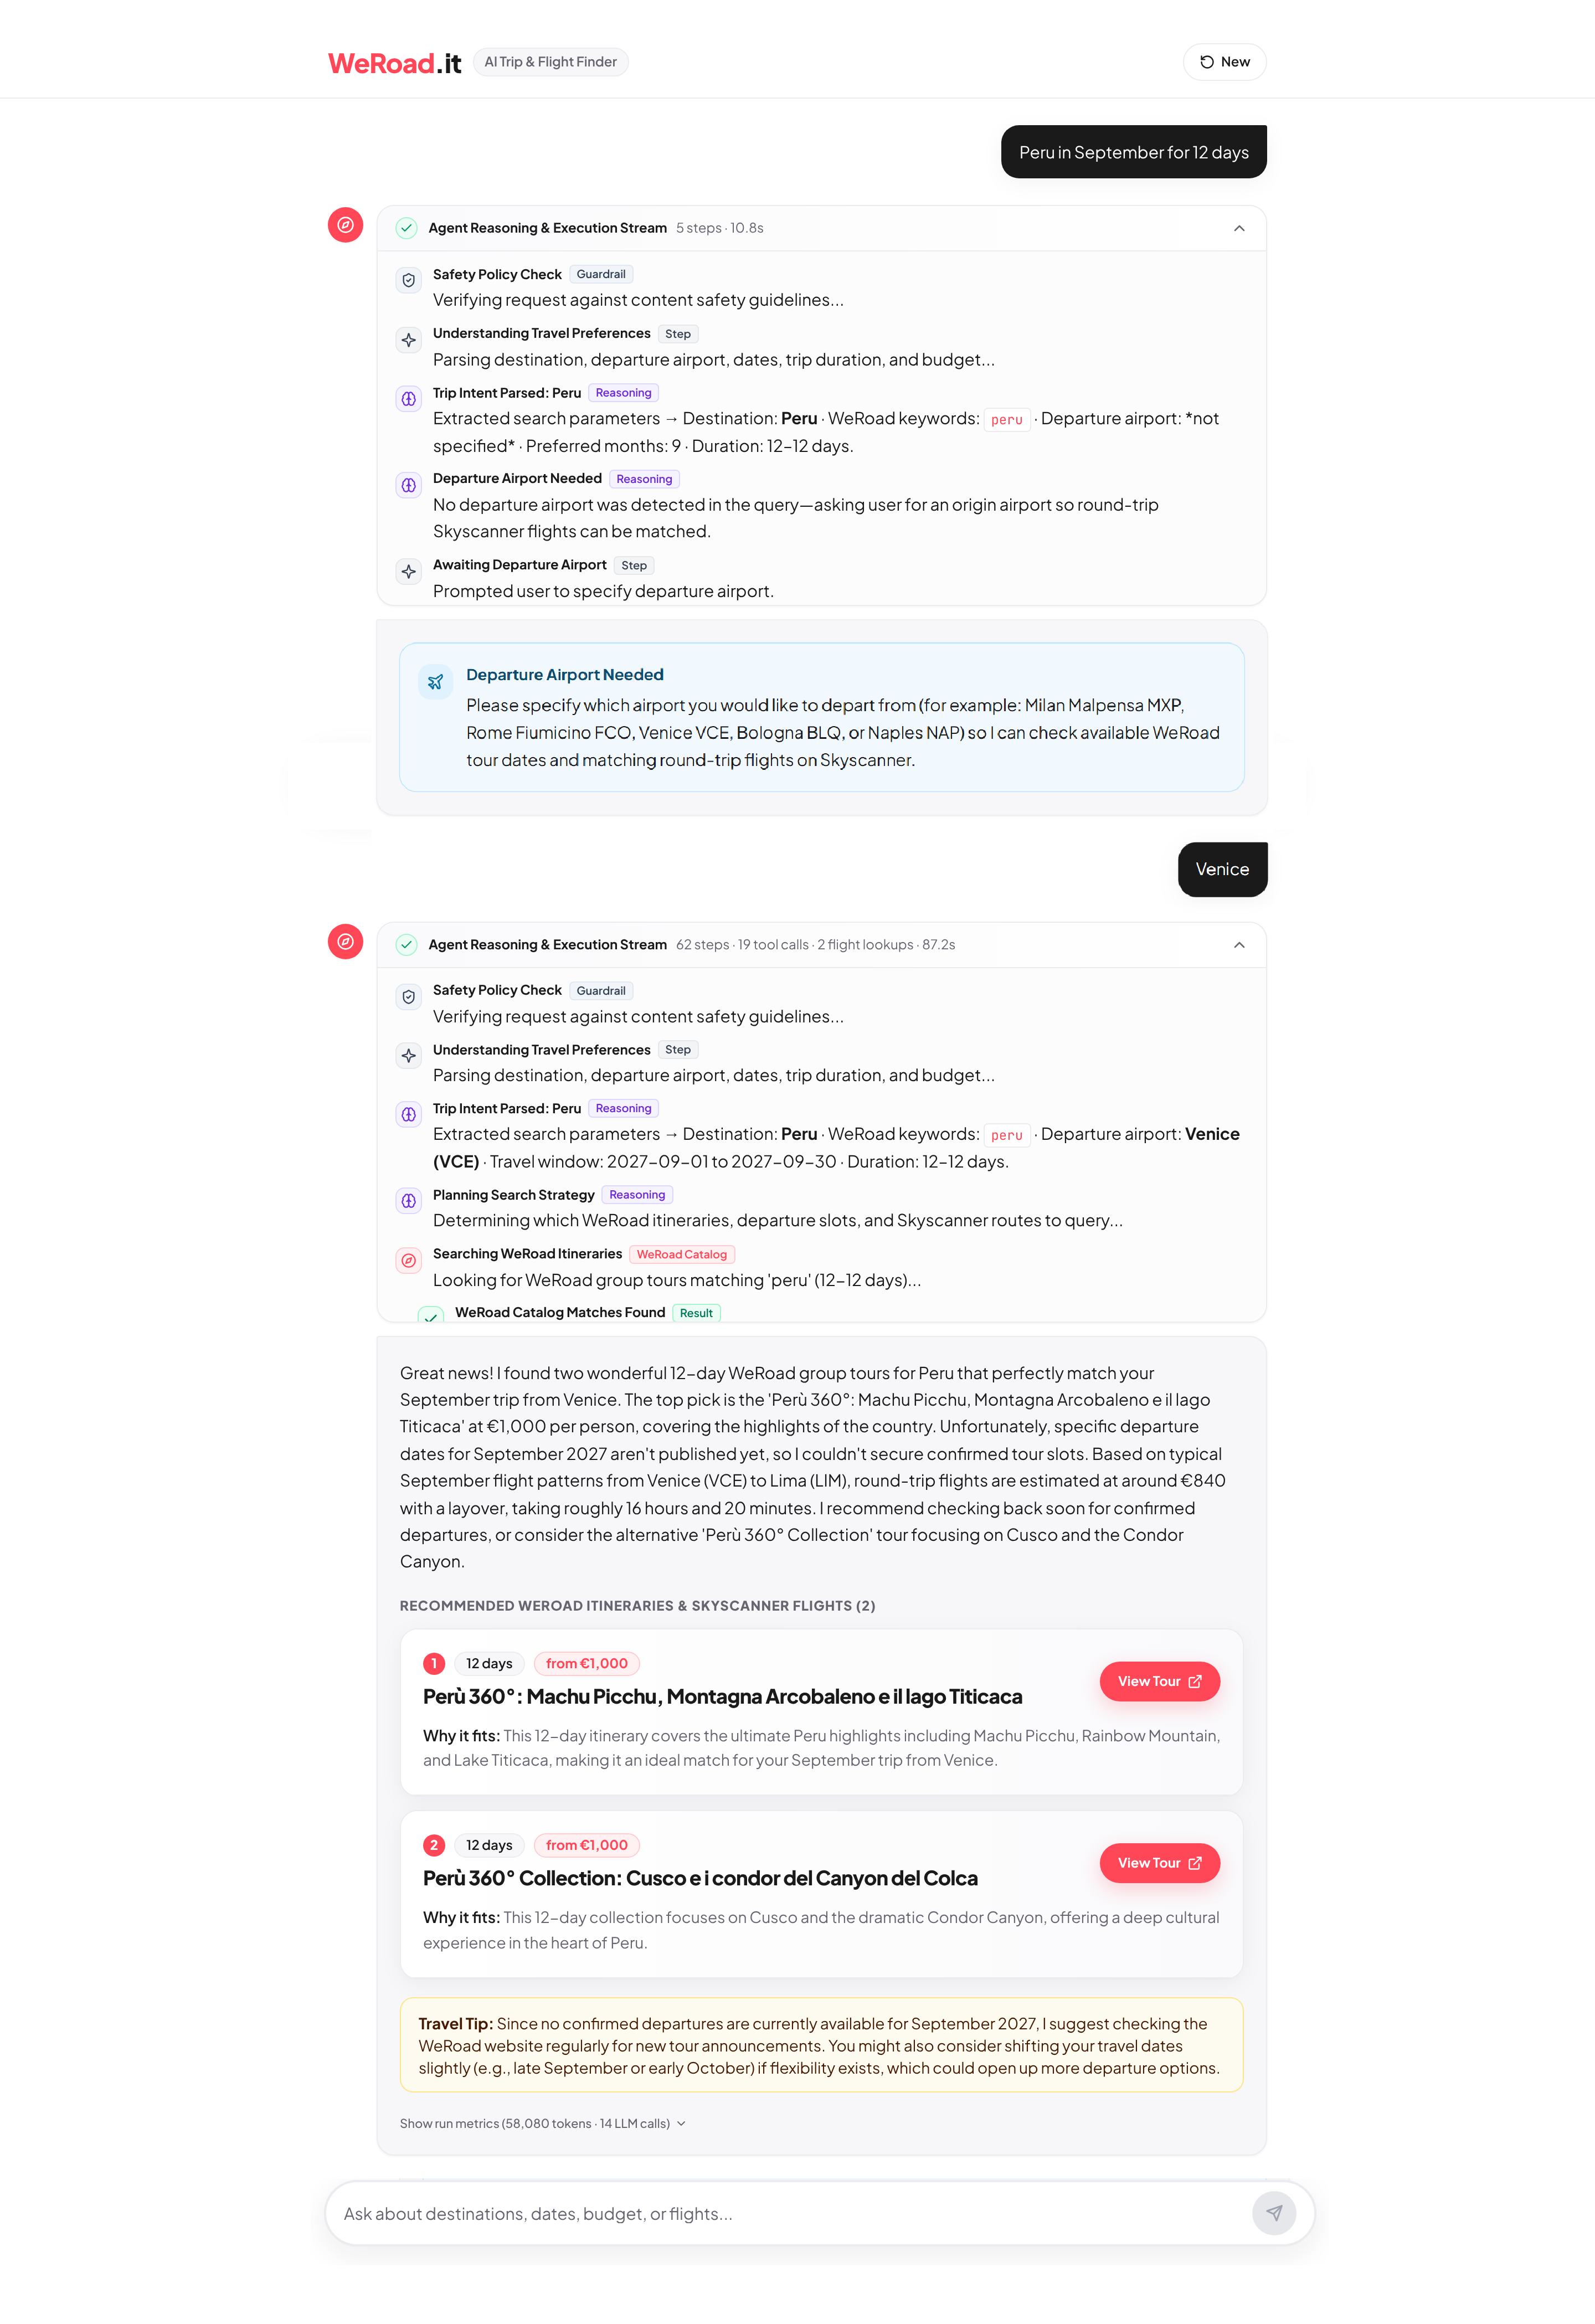 WeRoad.it AI Trip & Flight Finder New
Peru in September for 12 days
Agent Reasoning & Execution Stream 5 steps · 10.8s
Safety Policy Check Guardrail
Verifying request against content safety guidelines...
Understanding Travel Preferences Step
Parsing destination, departure airport, dates, trip duration, and budget...
Trip Intent Parsed: Peru Reasoning
Extracted search parameters → Destination: Peru · WeRoad keywords: peru · Departure airport: *not
specified* · Preferred months: 9 · Duration: 12–12 days.
Departure Airport Needed Reasoning
No departure airport was detected in the query—asking user for an origin airport so round-trip
Skyscanner flights can be matched.
Awaiting Departure Airport Step
Prompted user to specify departure airport.
Departure Airport Needed
Please specify which airport you would like to depart from (for example: Milan Malpensa MXP,
Rome Fiumicino FCO, Venice VCE, Bologna BLQ, or Naples NAP) so I can check available WeRoad
tour dates and matching round-trip flights on Skyscanner.
Venice
Agent Reasoning & Execution Stream 62 steps · 19 tool calls · 2 flight lookups · 87.2s
Safety Policy Check Guardrail
Verifying request against content safety guidelines...
Understanding Travel Preferences Step
Parsing destination, departure airport, dates, trip duration, and budget...
Trip Intent Parsed: Peru Reasoning
Extracted search parameters → Destination: Peru · WeRoad keywords: peru · Departure airport: Venice
(VCE) · Travel window: 2027-09-01 to 2027-09-30 · Duration: 12–12 days.
Planning Search Strategy Reasoning
Determining which WeRoad itineraries, departure slots, and Skyscanner routes to query...
Searching WeRoad Itineraries WeRoad Catalog
Looking for WeRoad group tours matching 'peru' (12–12 days)...
WeRoad Catalog Matches Found Result
Great news! I found two wonderful 12-day WeRoad group tours for Peru that perfectly match your
September trip from Venice. The top pick is the 'Perù 360°: Machu Picchu, Montagna Arcobaleno e il lago
Titicaca' at €1,000 per person, covering the highlights of the country. Unfortunately, specific departure
dates for September 2027 aren't published yet, so I couldn't secure confirmed tour slots. Based on typical
September flight patterns from Venice (VCE) to Lima (LIM), round-trip flights are estimated at around €840
with a layover, taking roughly 16 hours and 20 minutes. I recommend checking back soon for confirmed
departures, or consider the alternative 'Perù 360° Collection' tour focusing on Cusco and the Condor
Canyon.
RECOMMENDED WEROAD ITINERARIES & SKYSCANNER FLIGHTS (2)
1 12 days from €1,000
Perù 360°: Machu Picchu, Montagna Arcobaleno e il lago Titicaca
View Tour
Why it fits: This 12-day itinerary covers the ultimate Peru highlights including Machu Picchu, Rainbow Mountain,
and Lake Titicaca, making it an ideal match for your September trip from Venice.
2 12 days from €1,000
Perù 360° Collection: Cusco e i condor del Canyon del Colca
View Tour
Why it fits: This 12-day collection focuses on Cusco and the dramatic Condor Canyon, offering a deep cultural
experience in the heart of Peru.
Travel Tip: Since no confirmed departures are currently available for September 2027, I suggest checking the
WeRoad website regularly for new tour announcements. You might also consider shifting your travel dates
slightly (e.g., late September or early October) if flexibility exists, which could open up more departure options.
Show run metrics (58,080 tokens · 14 LLM calls)
Ask about destinations, dates, budget, or flights...